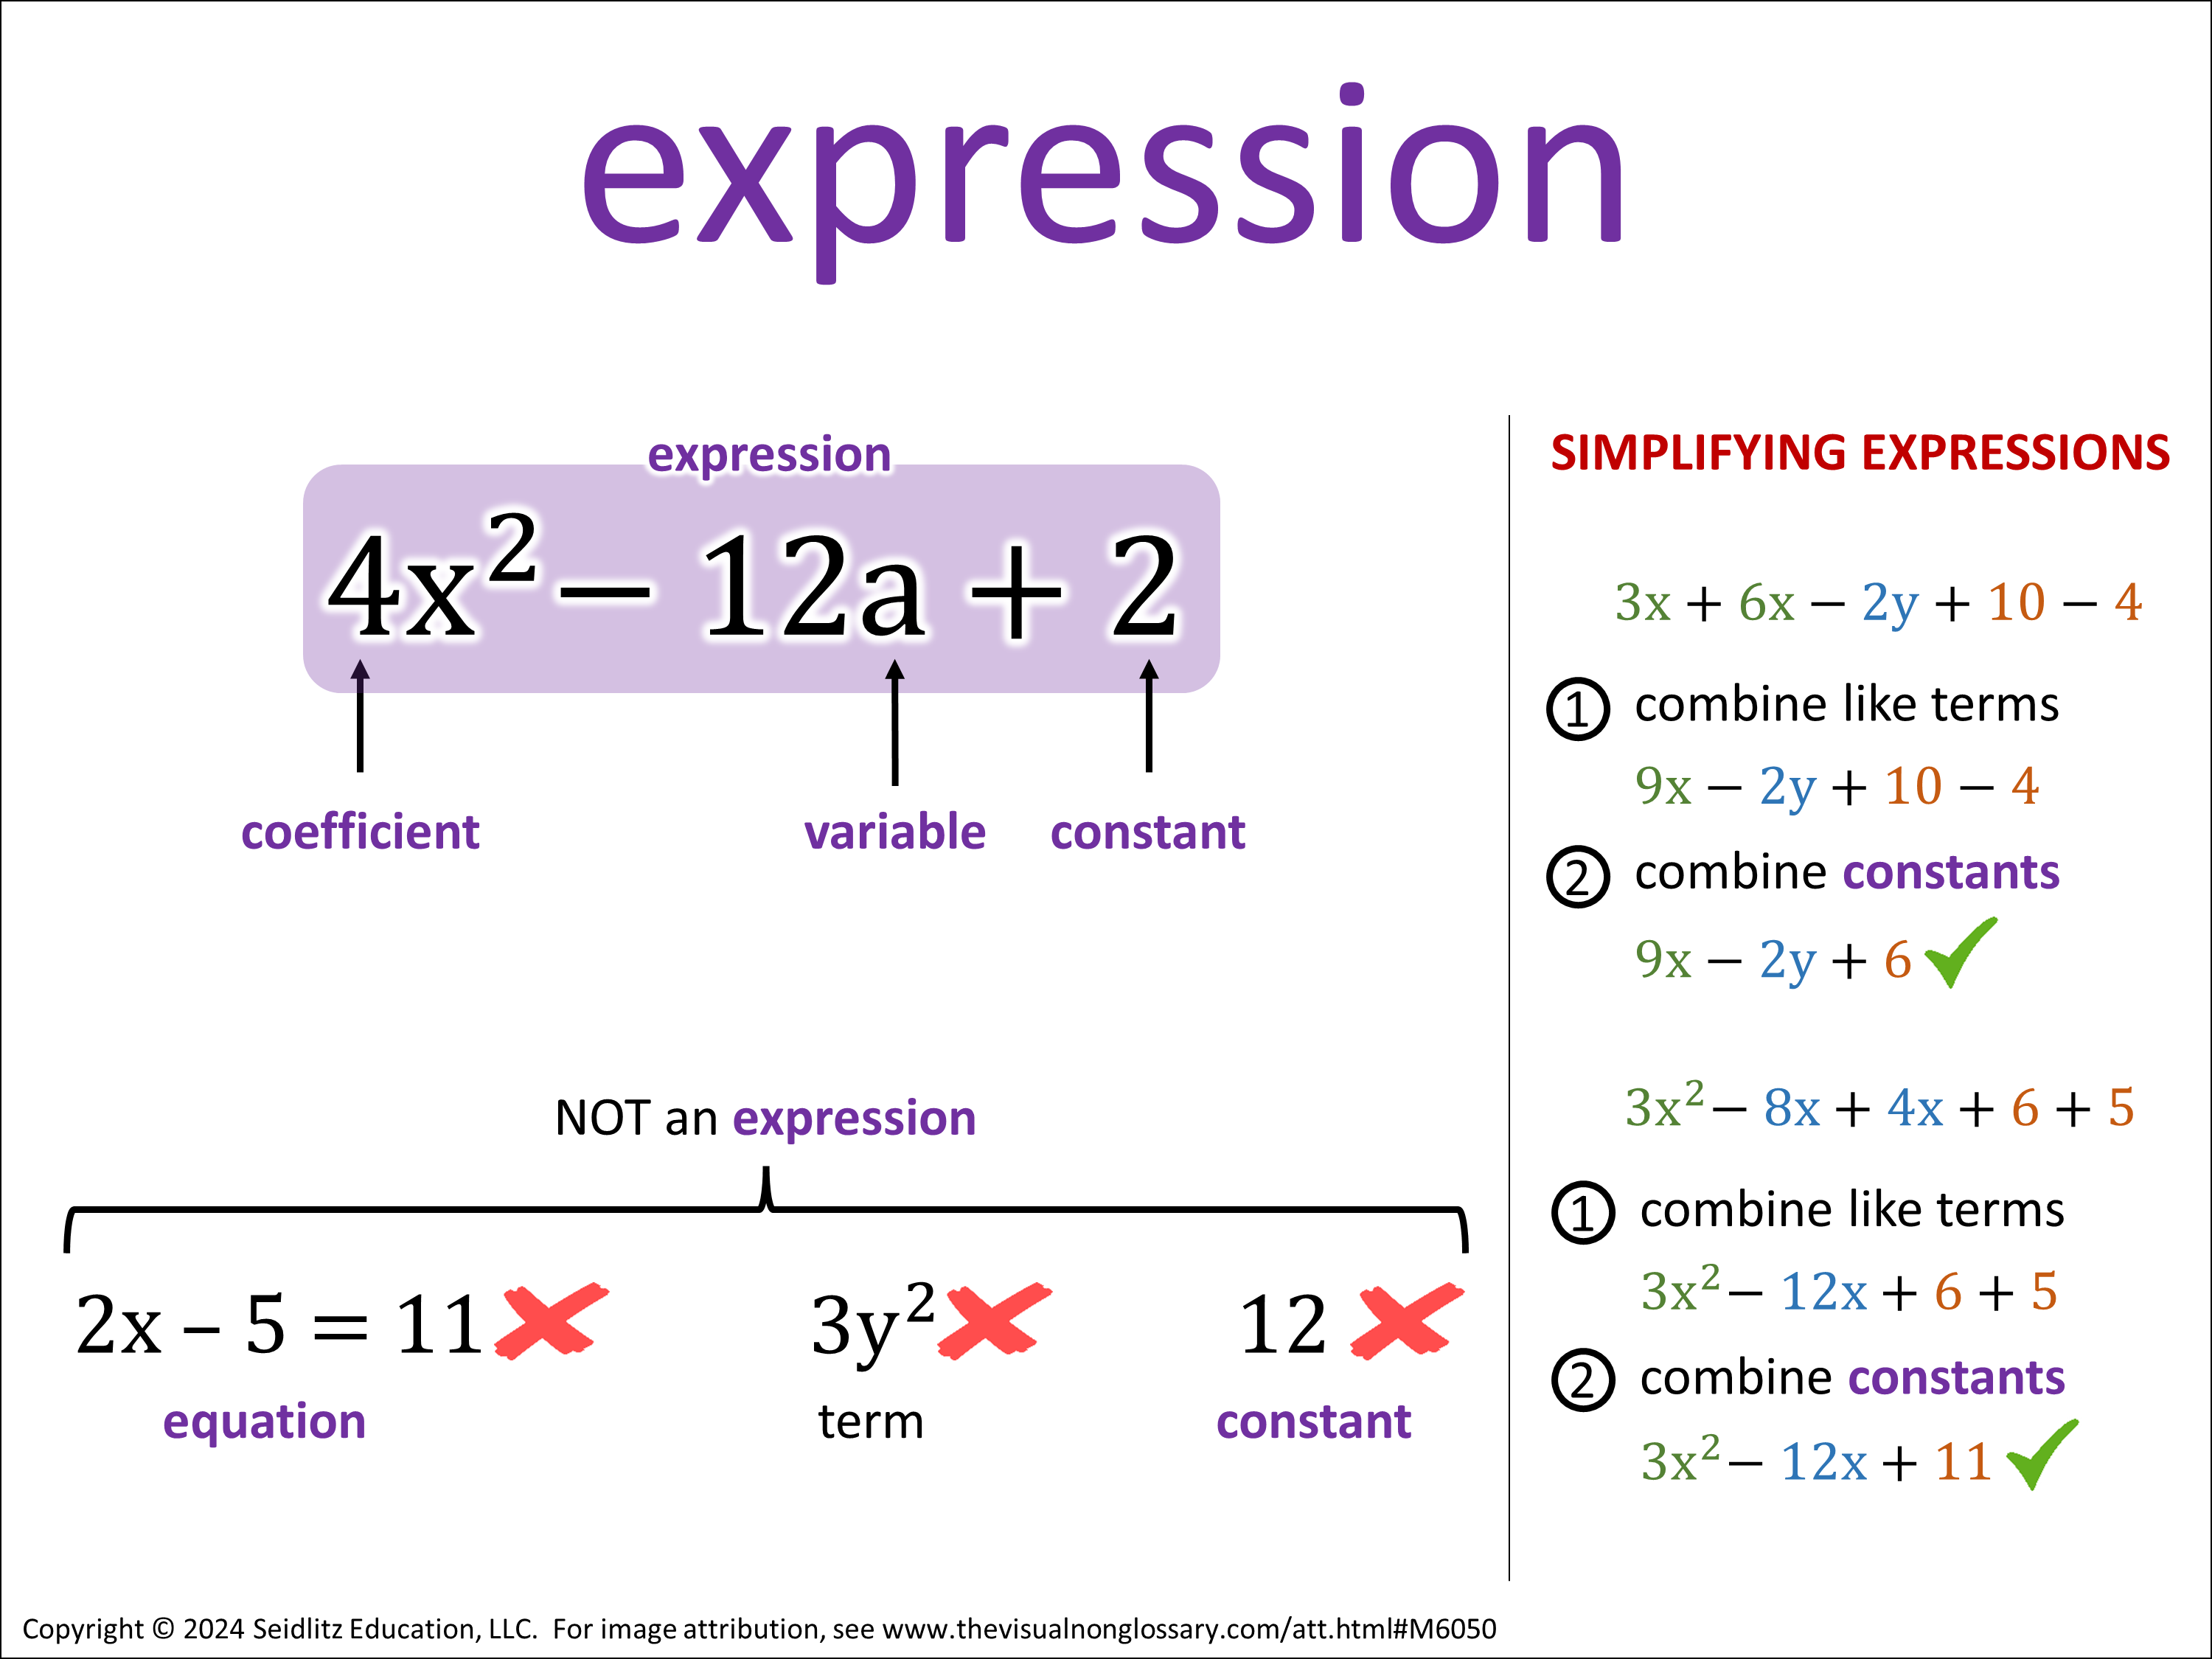 expression
expression
4x² − 12a + 2
coefficient
variable
constant
NOT an expression
2x – 5 = 11
equation
3y²
term
12
constant
SIMPLIFYING EXPRESSIONS
3x + 6x − 2y + 10 − 4
1 combine like terms
9x − 2y + 10 − 4
2 combine constants
9x − 2y + 6
3x² − 8x + 4x + 6 + 5
1 combine like terms
3x² − 12x + 6 + 5
2 combine constants
3x² − 12x + 11
Copyright © 2024 Seidlitz Education, LLC.  For image attribution, see www.thevisualnonglossary.com/att.html#M6050